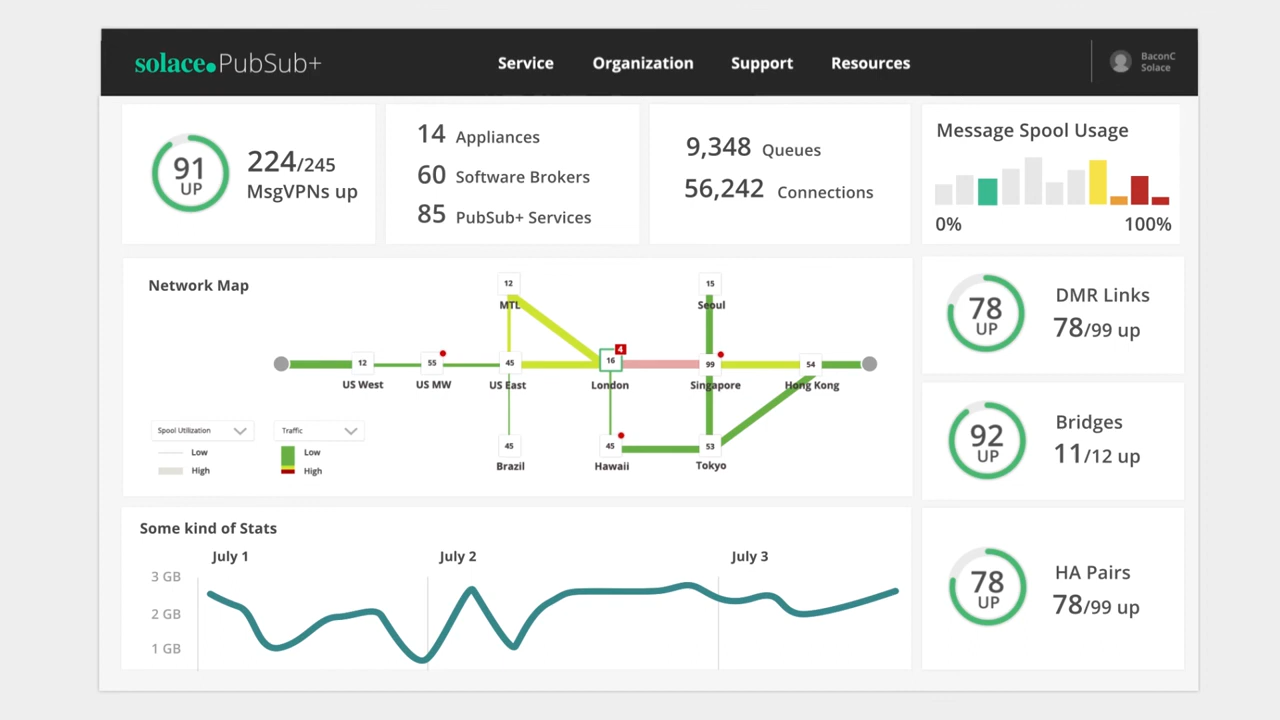 solace.PubSub+
Service
Organization
Support
Resources
BaconC
Solace
91
UP
224/245
MsgVPNs up
14 Appliances
60 Software Brokers
85 PubSub+ Services
9,348 Queues
56,242 Connections
Message Spool Usage
0%
100%
Network Map
12
MTL
15
Seoul
12
US West
55
US MW
45
US East
16
4
London
99
Singapore
54
Hong Kong
45
Brazil
45
Hawaii
53
Tokyo
Spool Utilization
Low
High
Traffic
Low
High
78
UP
DMR Links
78/99 up
92
UP
Bridges
11/12 up
Some kind of Stats
July 1
July 2
July 3
3 GB
2 GB
1 GB
78
UP
HA Pairs
78/99 up